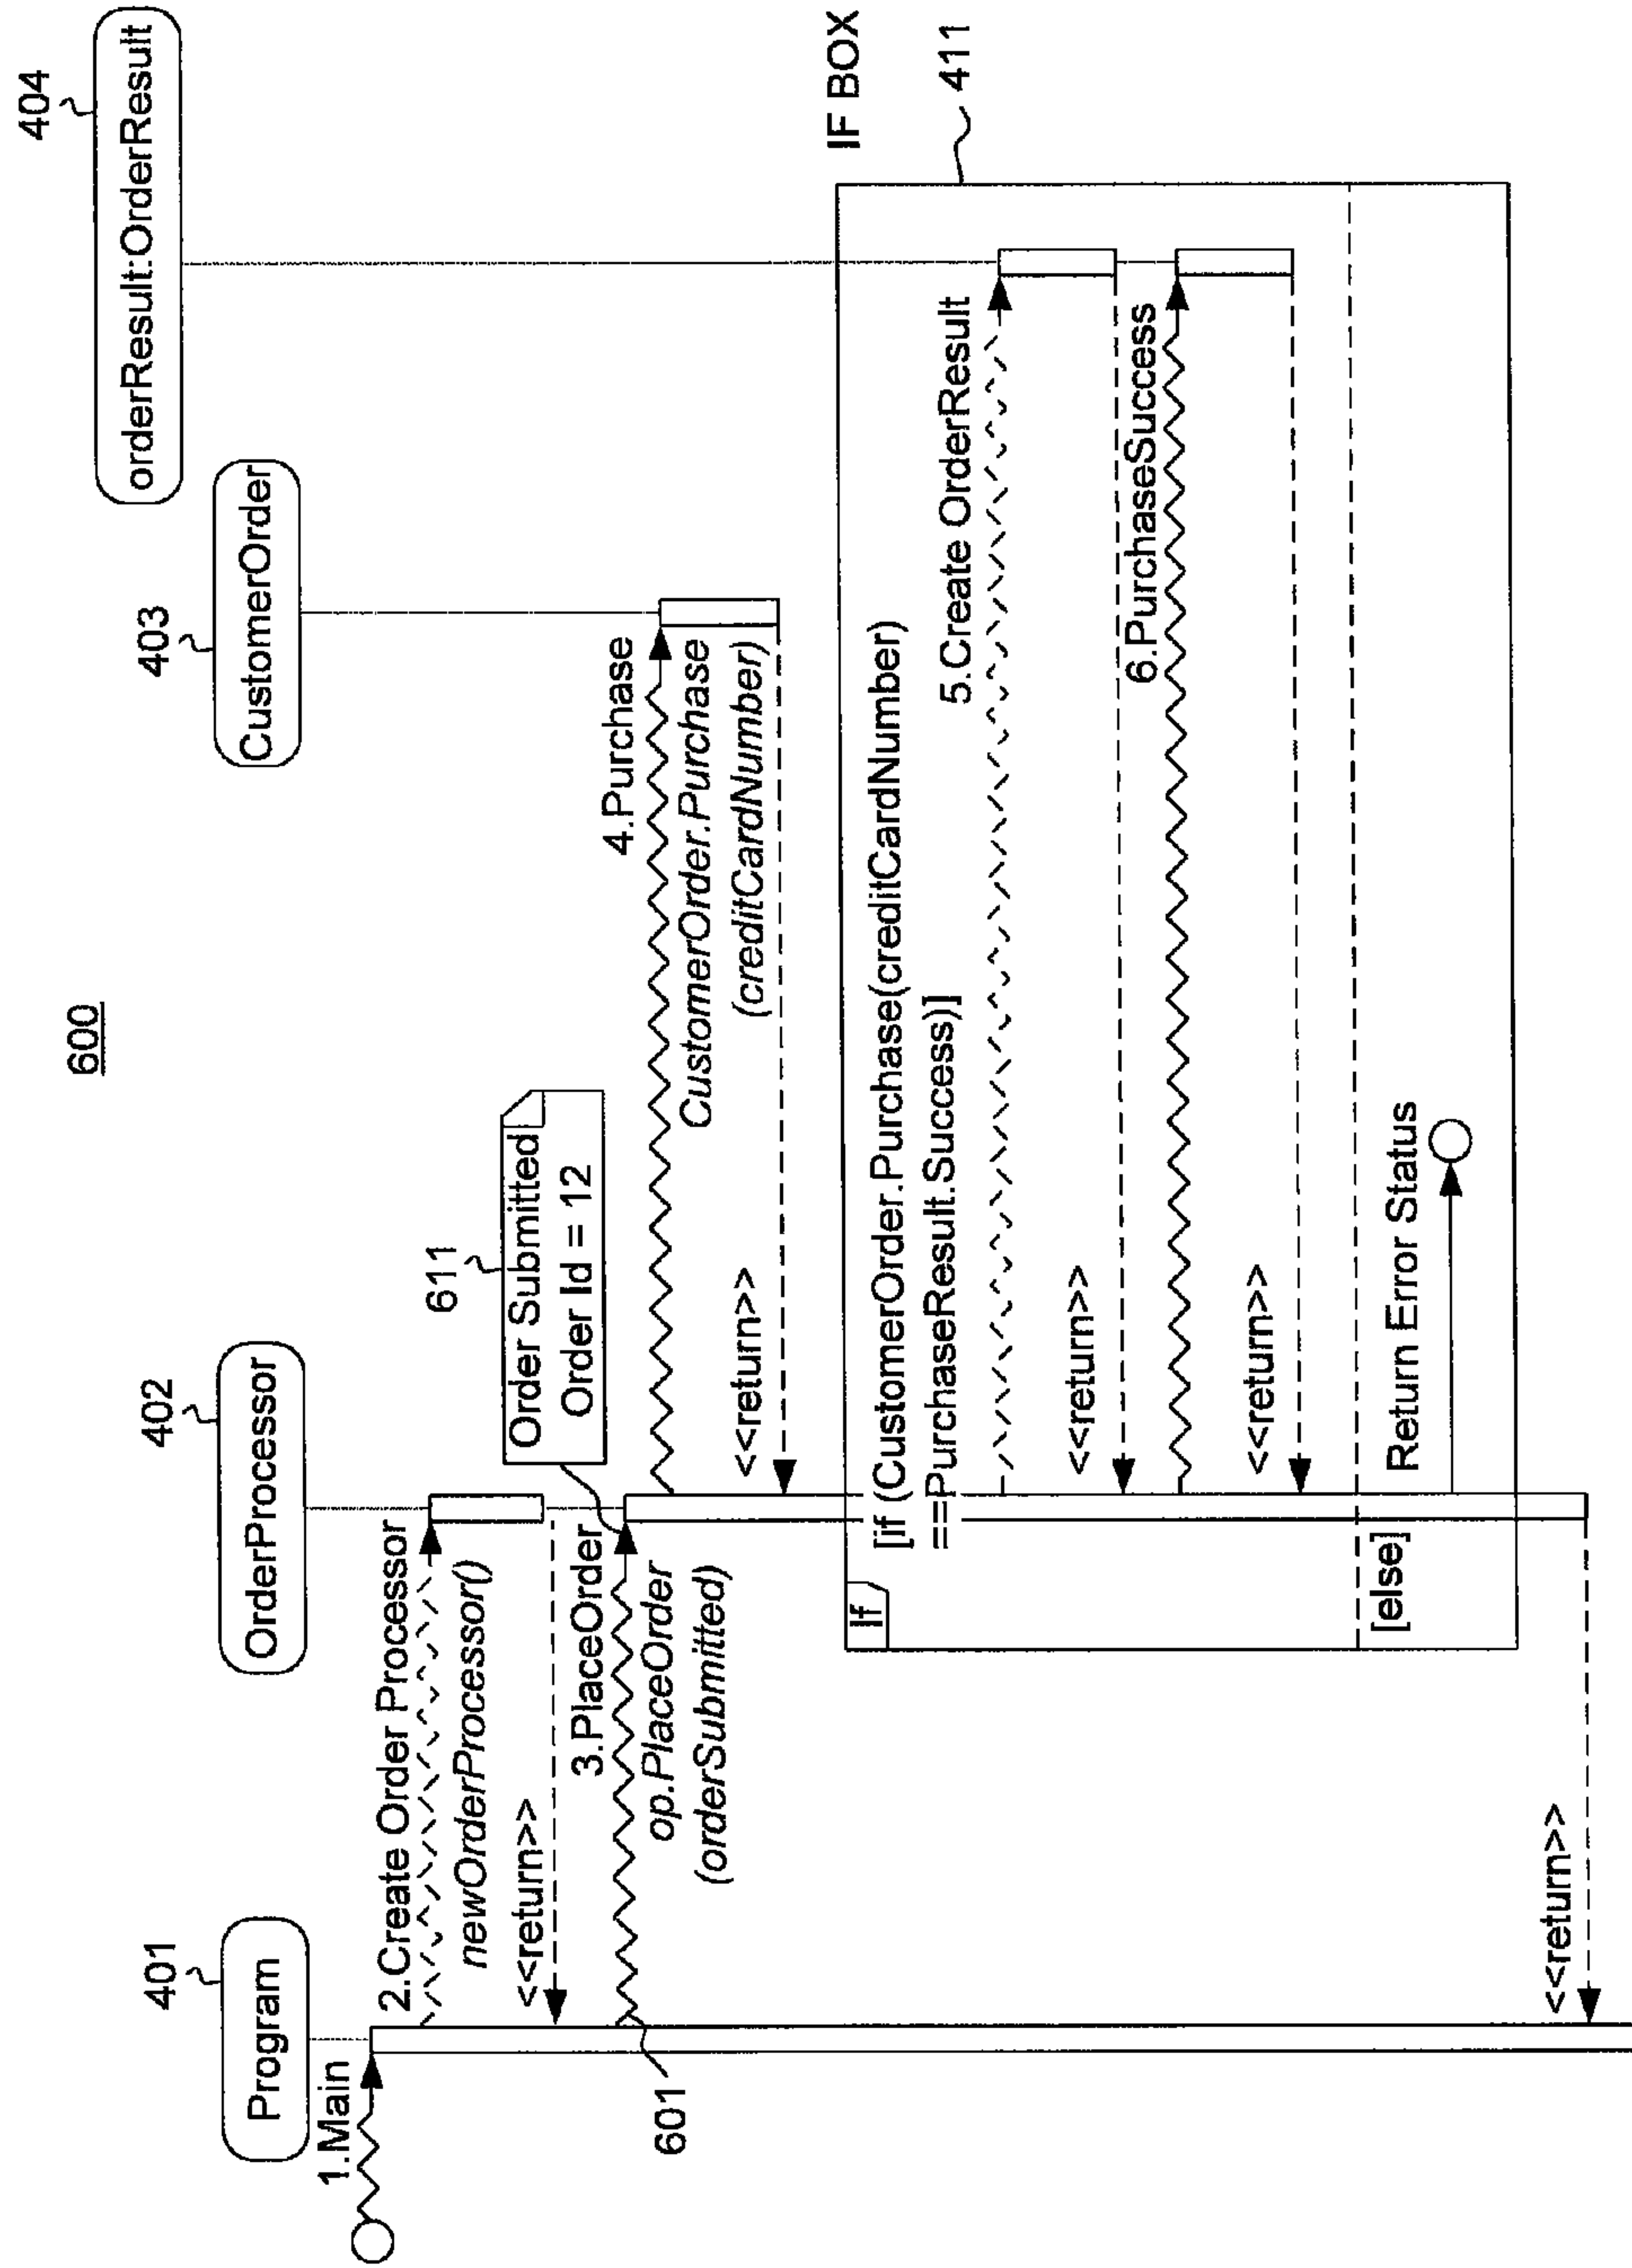 600
401
Program
402
OrderProcessor
403
CustomerOrder
404
orderResult:OrderResult
1.Main
2.Create Order Processor
newOrderProcessor()
<<return>>
611
Order Submitted
Order Id = 12
3.PlaceOrder
op.PlaceOrder
(orderSubmitted)
601
4.Purchase
CustomerOrder.Purchase
(creditCardNumber)
<<return>>
IF BOX
411
If
[if (CustomerOrder.Purchase(creditCardNumber)
==PurchaseResult.Success)]
5.Create OrderResult
<<return>>
6.PurchaseSuccess
<<return>>
[else]
Return Error Status
<<return>>